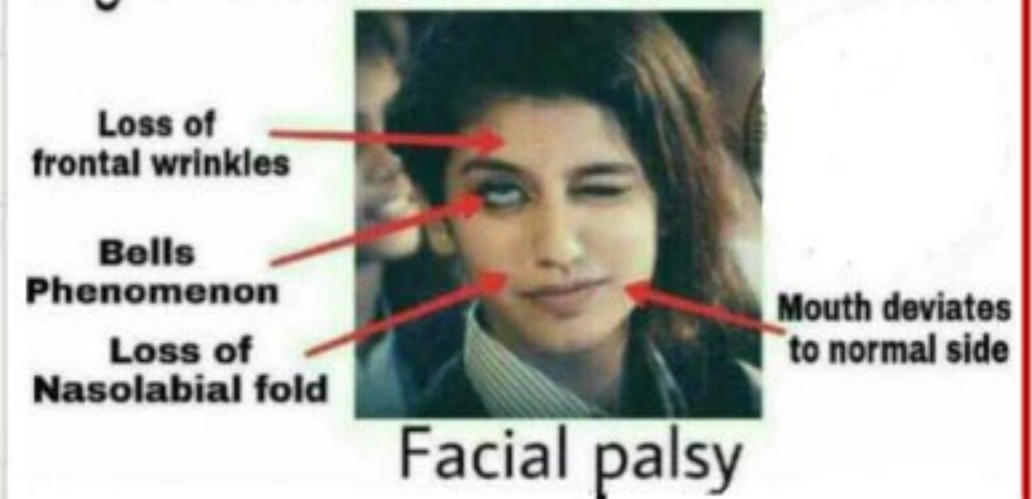 Loss of
frontal wrinkles
Bells
Phenomenon
Loss of
Nasolabial fold
Mouth deviates
to normal side
Facial palsy